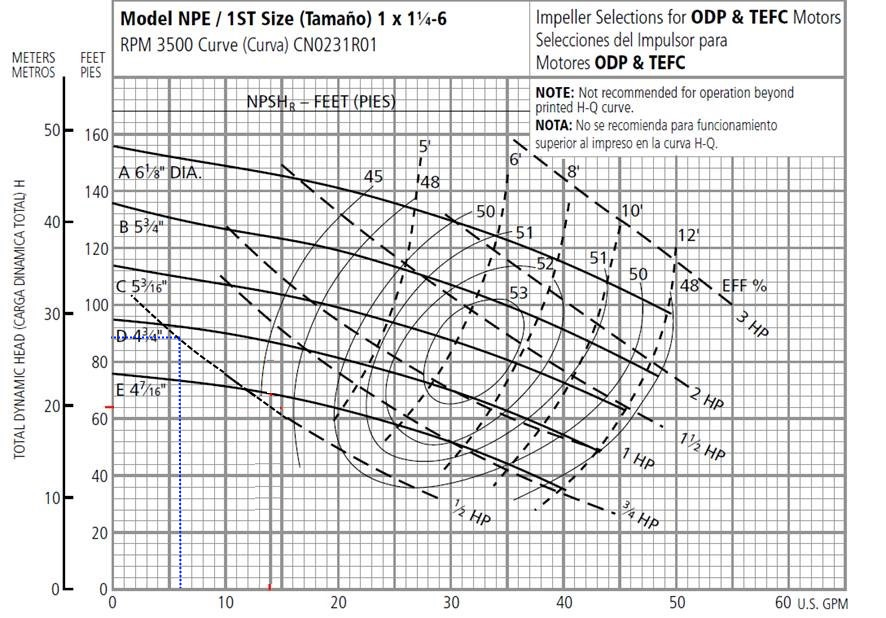 Model NPE / 1ST Size (Tamaño) 1 x 1¼-6
RPM 3500 Curve (Curva) CN0231R01
Impeller Selections for ODP & TEFC Motors
Selecciones del Impulsor para
Motores ODP & TEFC
METERS FEET
METROS PIES
NOTE: Not recommended for operation beyond
printed H-Q curve.
NOTA: No se recomienda para funcionamiento
superior al impreso en la curva H-Q.
NPSHR – FEET (PIES)
TOTAL DYNAMIC HEAD (CARGA DINAMICA TOTAL) H
50
40
30
20
10
0
160
140
120
100
80
60
40
20
0
A 6⅛" DIA.
B 5¾"
C 5³⁄₁₆"
D 4¾"
E 4⁷⁄₁₆"
5'
6'
8'
10'
12'
45
48
50
51
52
53
51
50
48
EFF %
3 HP
2 HP
1½ HP
1 HP
¾ HP
½ HP
0 10 20 30 40 50 60 U.S. GPM